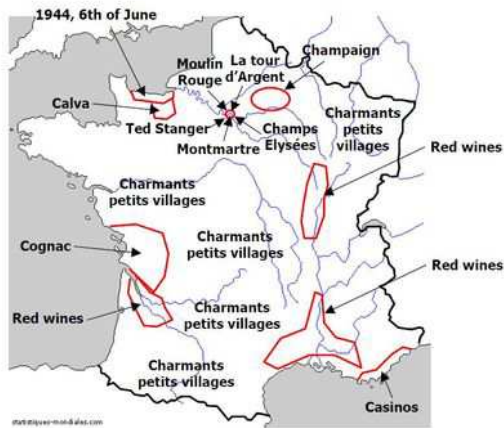 1944, 6th of June
Moulin
Rouge
La tour
d'Argent
Champaign
Calva
Charmants
petits
villages
Ted Stanger
Champs
Elysées
Montmartre
Red wines
Charmants
petits villages
Cognac
Charmants
petits villages
Red wines
Red wines
Charmants
petits villages
Charmants
petits villages
Casinos
statistiques-mondiales.com